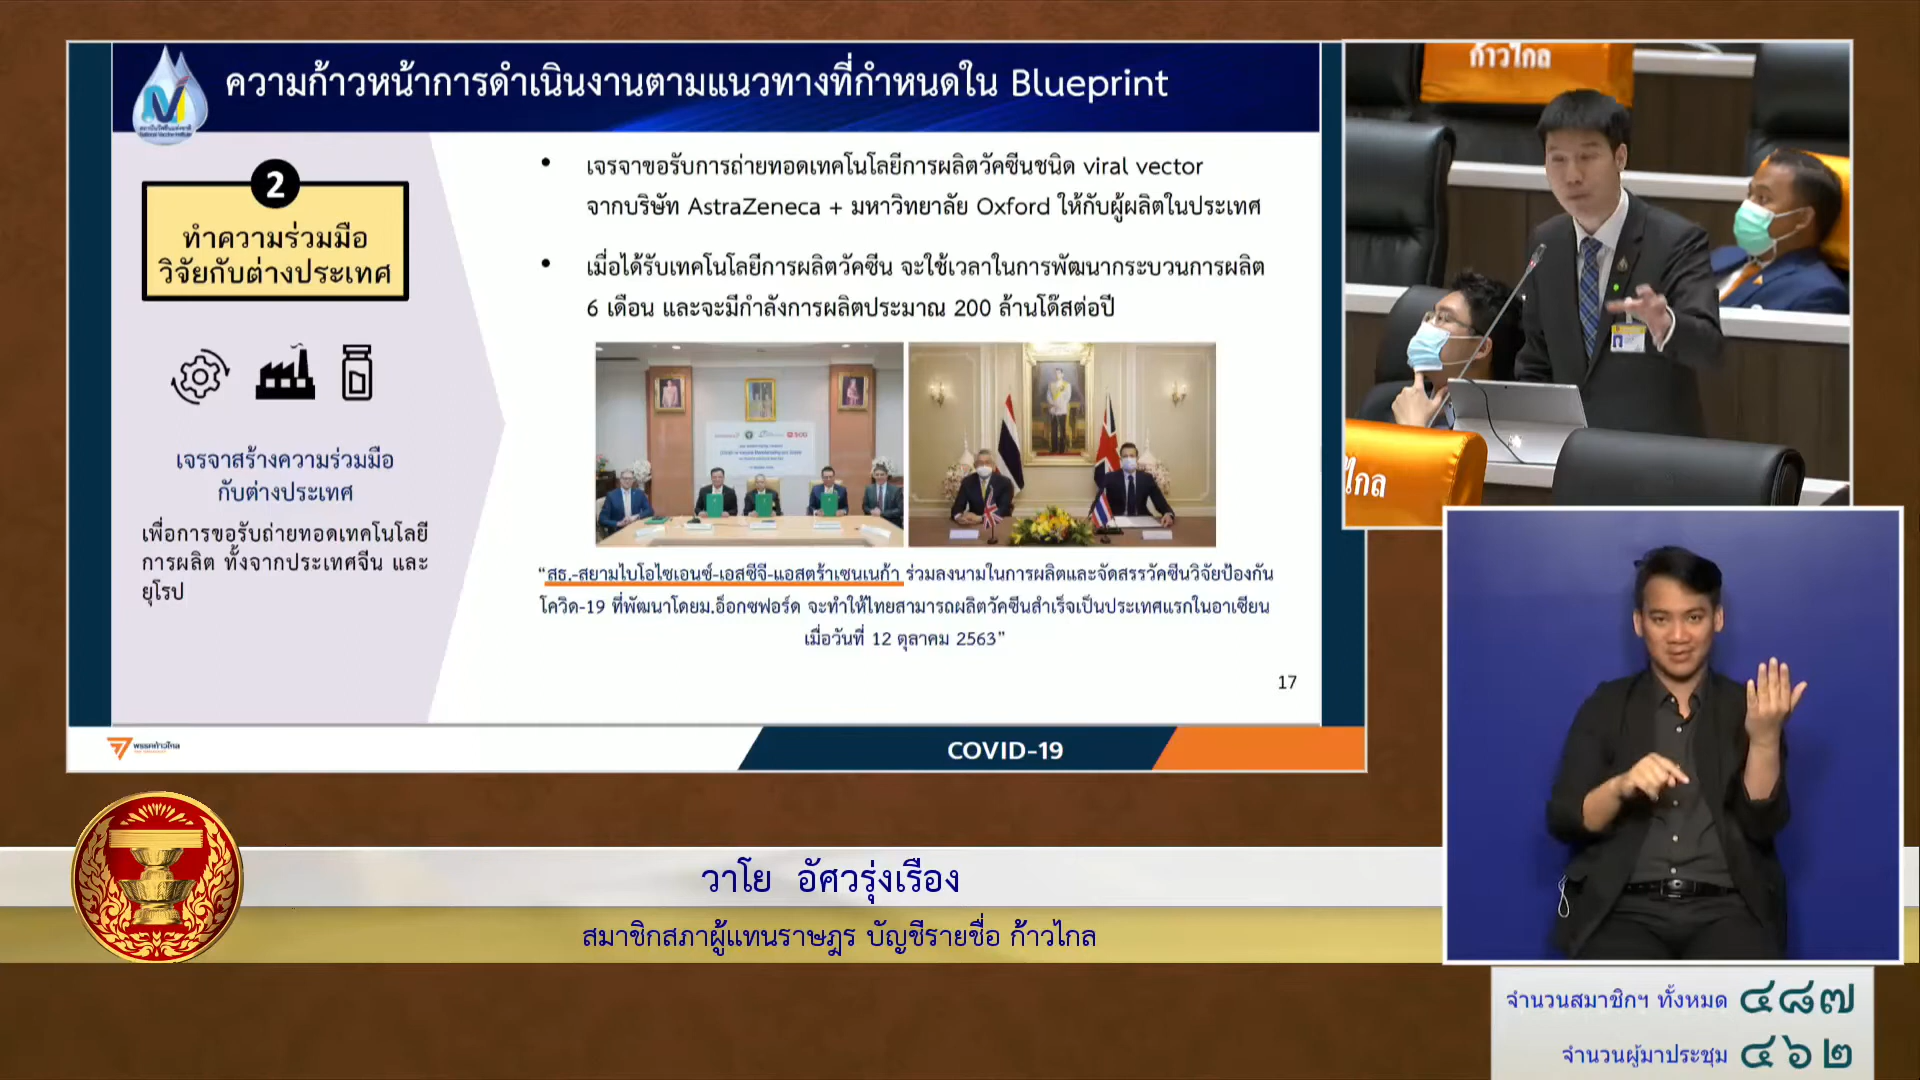 ความก้าวหน้าการดำเนินงานตามแนวทางที่กำหนดใน Blueprint
2
ทำความร่วมมือ
วิจัยกับต่างประเทศ
เจรจาสร้างความร่วมมือ
กับต่างประเทศ
เพื่อการขอรับถ่ายทอดเทคโนโลยี
การผลิต ทั้งจากประเทศจีน และ
ยุโรป
• เจรจาขอรับการถ่ายทอดเทคโนโลยีการผลิตวัคซีนชนิด viral vector
จากบริษัท AstraZeneca + มหาวิทยาลัย Oxford ให้กับผู้ผลิตในประเทศ
• เมื่อได้รับเทคโนโลยีการผลิตวัคซีน จะใช้เวลาในการพัฒนากระบวนการผลิต
6 เดือน และจะมีกำลังการผลิตประมาณ 200 ล้านโด๊สต่อปี
“สธ.-สยามไบโอไซเอนซ์-เอสซีจี-แอสตร้าเซนเนก้า ร่วมลงนามในการผลิตและจัดสรรวัคซีนวิจัยป้องกัน
โควิด-19 ที่พัฒนาโดยม.อ็อกซฟอร์ด จะทำให้ไทยสามารถผลิตวัคซีนสำเร็จเป็นประเทศแรกในอาเซียน
เมื่อวันที่ 12 ตุลาคม 2563”
17
พรรคก้าวไกล
COVID-19
ก้าวไกล
ไกล
วาโย อัศวรุ่งเรือง
สมาชิกสภาผู้แทนราษฎร บัญชีรายชื่อ ก้าวไกล
จำนวนสมาชิกฯ ทั้งหมด ๔๘๗
จำนวนผู้มาประชุม ๔๖๒